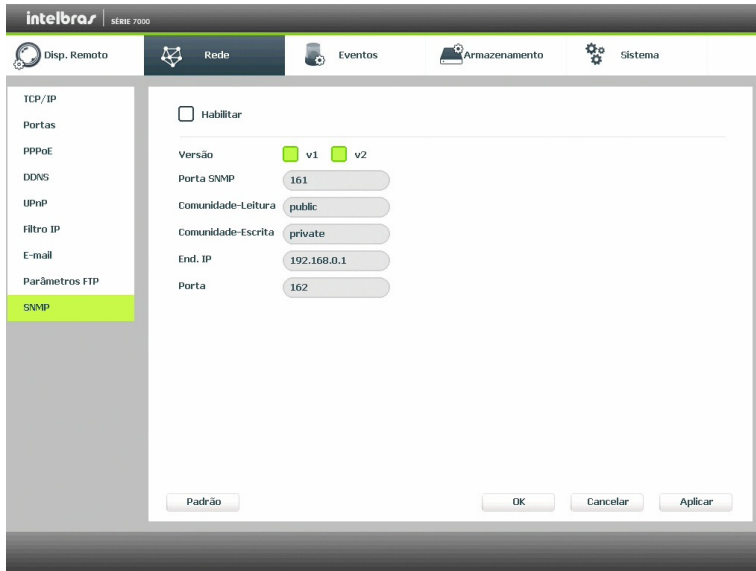 intelbras SÉRIE 7000
Disp. Remoto Rede Eventos Armazenamento Sistema
TCP/IP
Portas
PPPoE
DDNS
UPnP
Filtro IP
E-mail
Parâmetros FTP
SNMP
Habilitar
Versão v1 v2
Porta SNMP 161
Comunidade-Leitura public
Comunidade-Escrita private
End. IP 192.168.0.1
Porta 162
Padrão OK Cancelar Aplicar